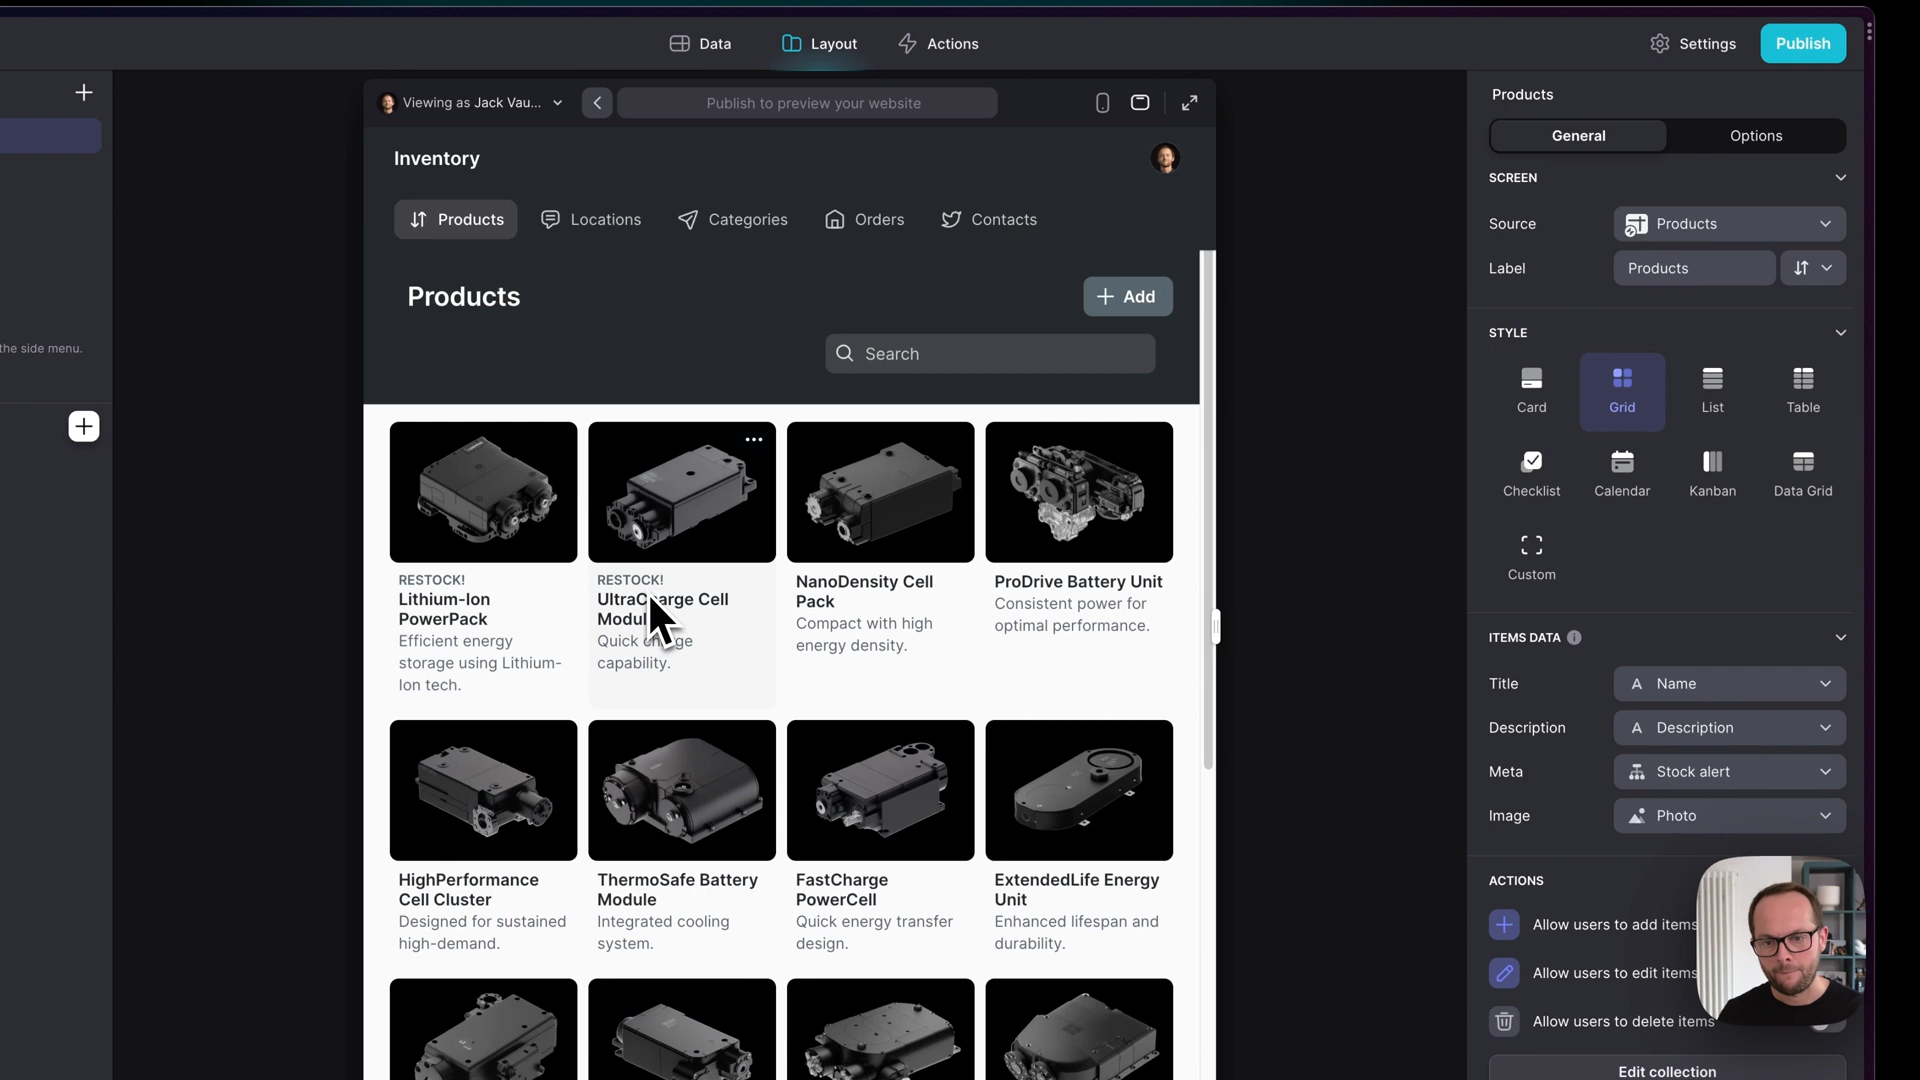 Data
Layout
Actions
Settings
Publish
Viewing as Jack Vau...
Publish to preview your website
Inventory
Products
Locations
Categories
Orders
Contacts
Products
+ Add
Search
RESTOCK!
Lithium-Ion
PowerPack
Efficient energy
storage using Lithium-
Ion tech.
RESTOCK!
UltraCharge Cell
Quick charge
capability.
NanoDensity Cell
Pack
Compact with high
energy density.
ProDrive Battery Unit
Consistent power for
optimal performance.
HighPerformance
Cell Cluster
Designed for sustained
high-demand.
ThermoSafe Battery
Module
Integrated cooling
system.
FastCharge
PowerCell
Quick energy transfer
design.
ExtendedLife Energy
Unit
Enhanced lifespan and
durability.
the side menu.
Products
General
Options
SCREEN
Source
Products
Label
Products
STYLE
Card
Grid
List
Table
Checklist
Calendar
Kanban
Data Grid
Custom
ITEMS DATA
Title
A Name
Description
A Description
Meta
Stock alert
Image
Photo
ACTIONS
Allow users to add items
Allow users to edit items
Allow users to delete items
Edit collection